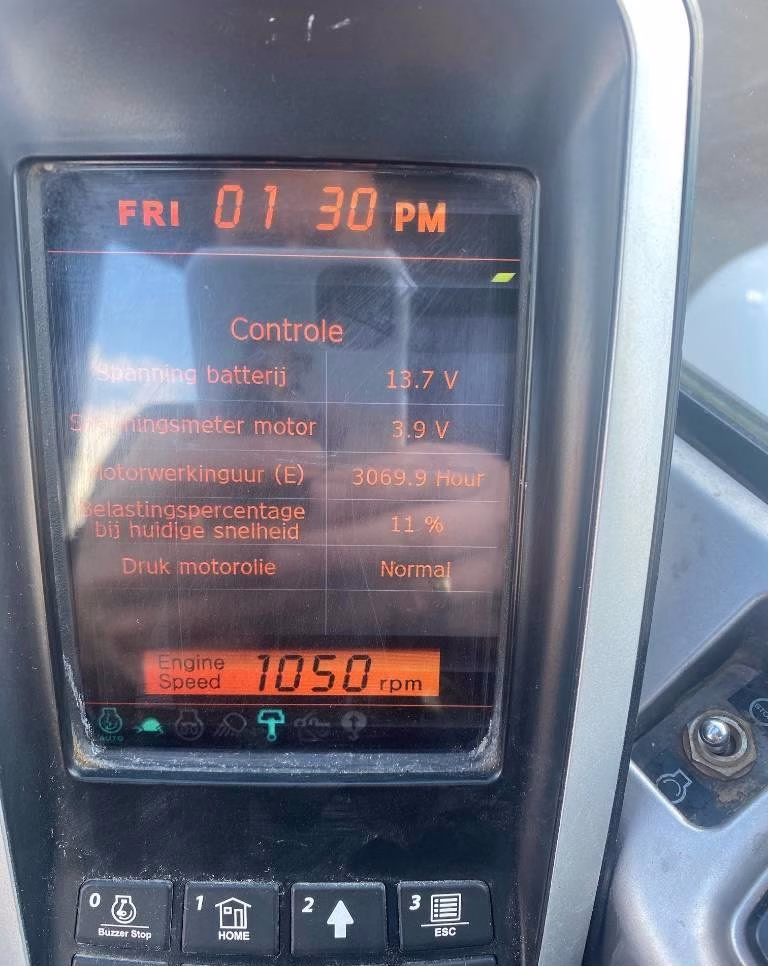 FRI 01 30 PM
Controle
Spanning batterij 13.7 V
Spanningsmeter motor 3.9 V
Motorwerkinguur (E) 3069.9 Hour
Belastingspercentage
bij huidige snelheid 11 %
Druk motorolie Normal
Engine
Speed 1050 rpm
AUTO
0 1 2 3
Buzzer Stop HOME ESC